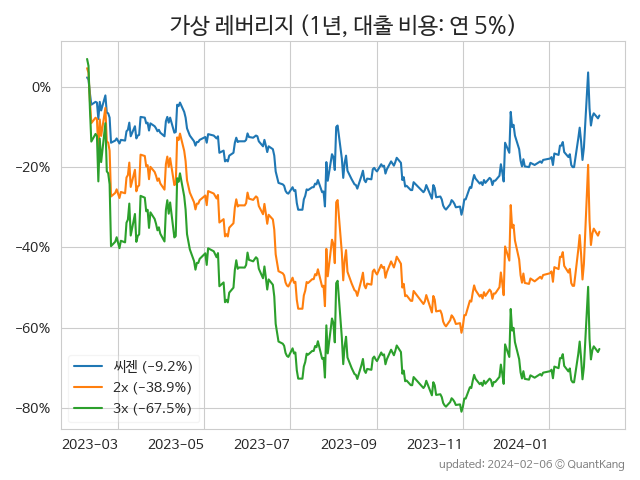 가상 레버리지 (1년, 대출 비용: 연 5%)
0%
−20%
−40%
−60%
−80%
씨젠 (−9.2%)
2x (−38.9%)
3x (−67.5%)
2023-03 2023-05 2023-07 2023-09 2023-11 2024-01
updated: 2024-02-06 © QuantKang